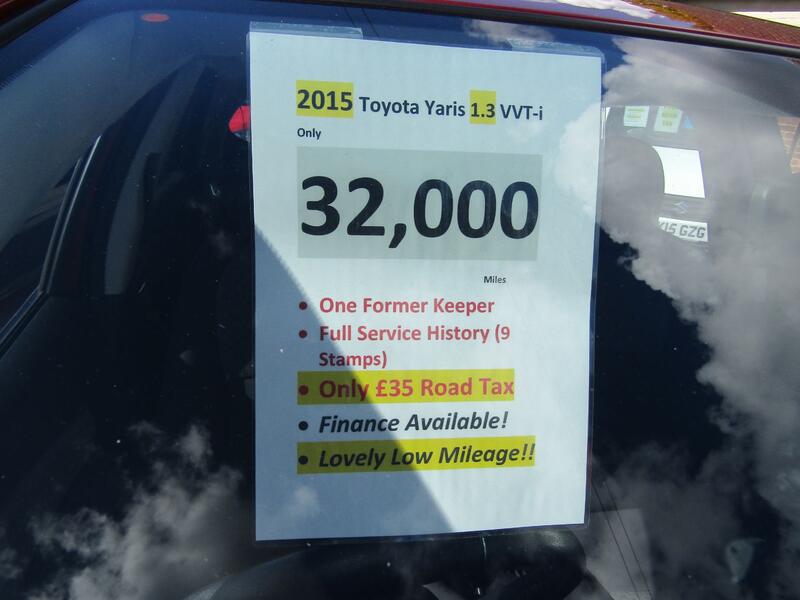 2015 Toyota Yaris 1.3 VVT-i
Only
32,000
Miles
• One Former Keeper
• Full Service History (9
Stamps)
• Only £35 Road Tax
• Finance Available!
• Lovely Low Mileage!!